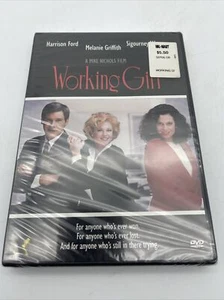 Harrison Ford
Melanie Griffith
Sigourney
A MIKE NICHOLS FILM
Working Girl
$5.00
For anyone who's ever won.
For anyone who's ever lost.
And for anyone who's still in there trying.
DVD